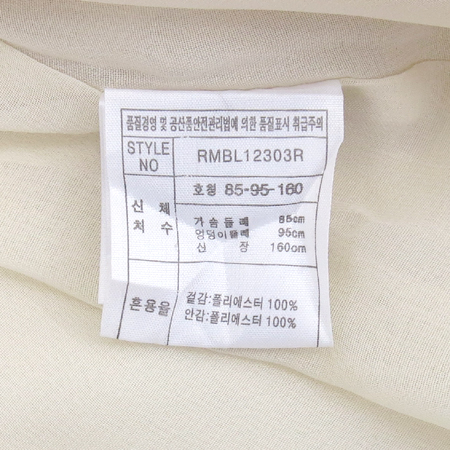 품질경영 및 공산품안전관리법에 의한 품질표시 취급주의
STYLE NO RMBL12303R
호칭 85-95-160
신체 치수
가슴둘레 85cm
엉덩이둘레 95cm
신장 160cm
혼용율
겉감:폴리에스터 100%
안감:폴리에스터 100%